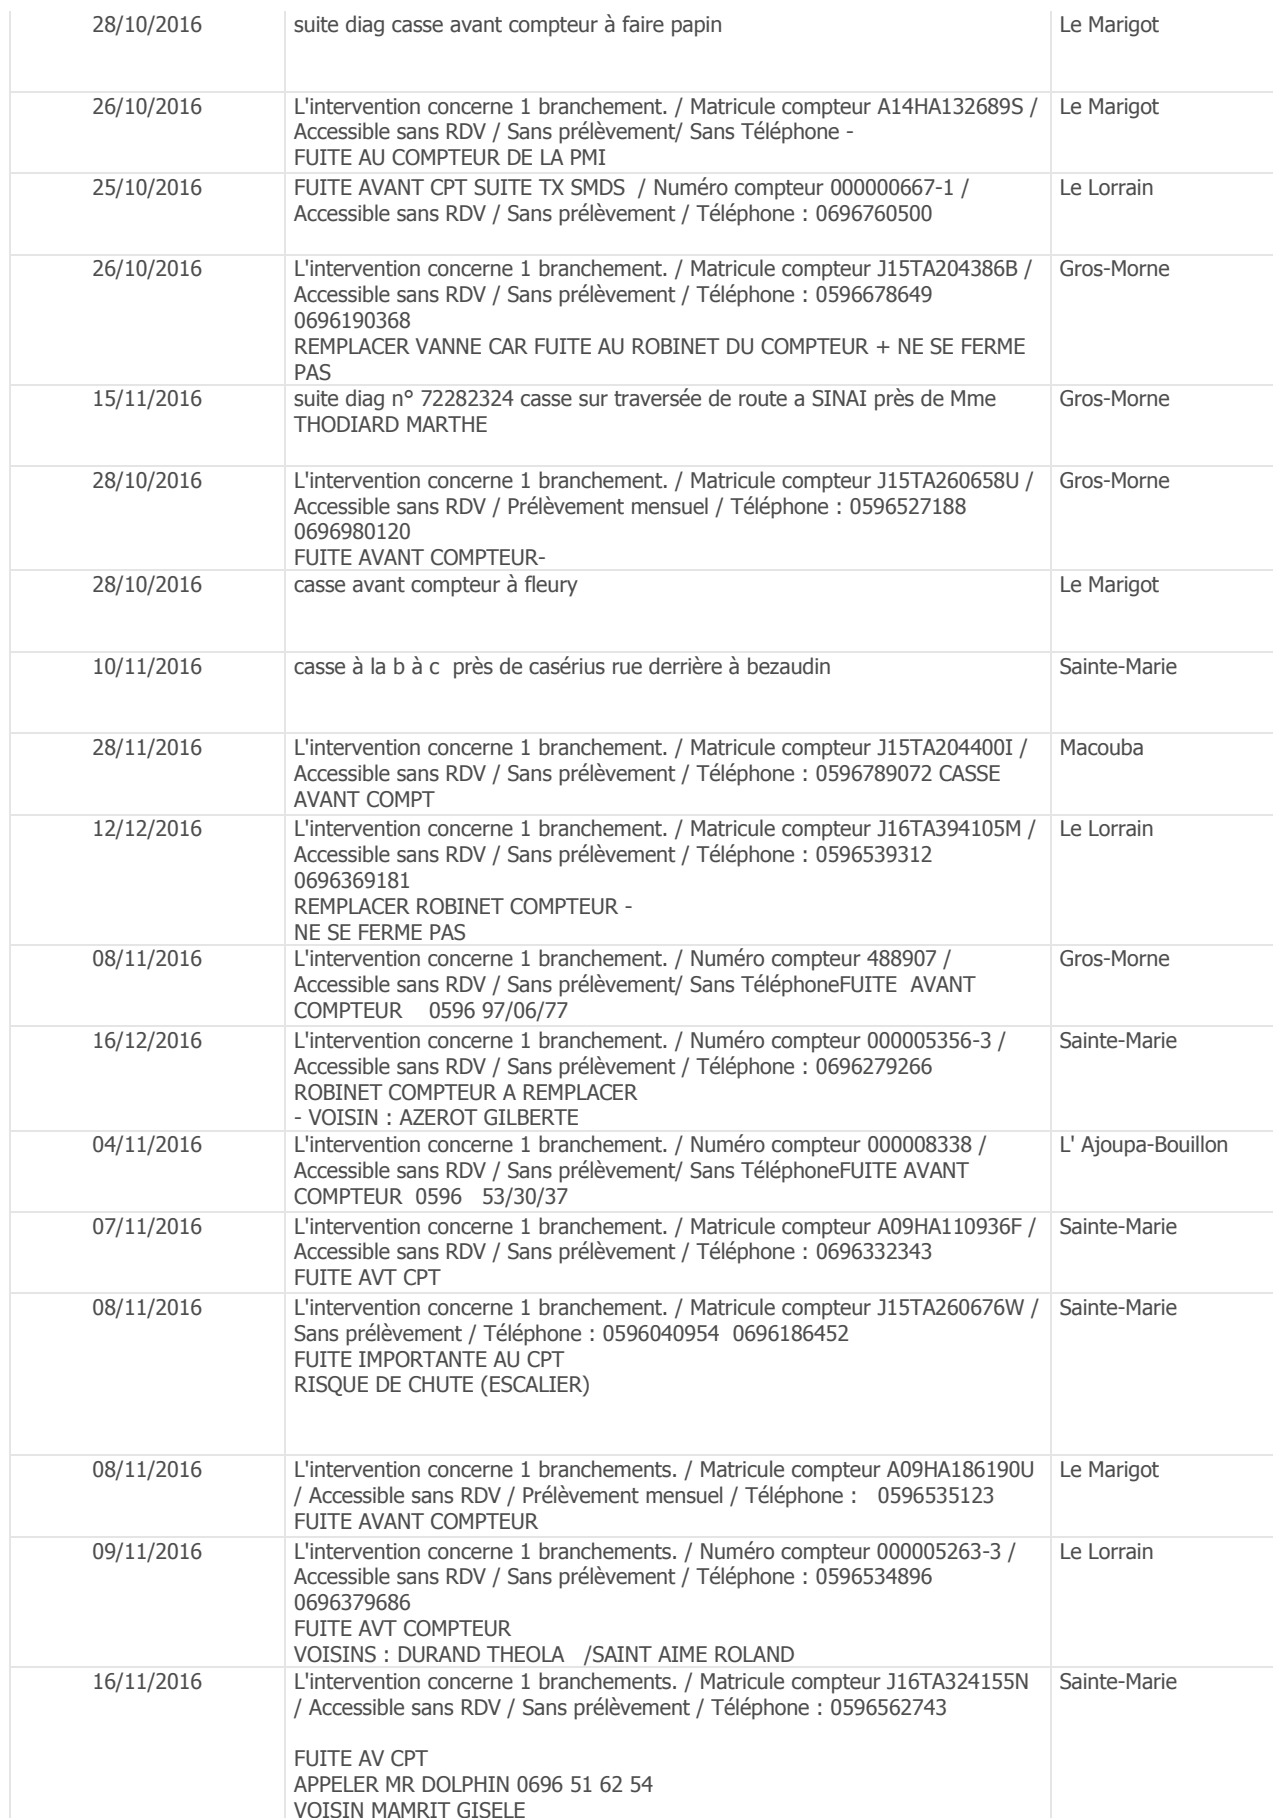 28/10/2016 suite diag casse avant compteur à faire papin Le Marigot
26/10/2016 L'intervention concerne 1 branchement. / Matricule compteur A14HA132689S / Le Marigot
Accessible sans RDV / Sans prélèvement/ Sans Téléphone -
FUITE AU COMPTEUR DE LA PMI
25/10/2016 FUITE AVANT CPT SUITE TX SMDS / Numéro compteur 000000667-1 / Le Lorrain
Accessible sans RDV / Sans prélèvement / Téléphone : 0696760500
26/10/2016 L'intervention concerne 1 branchement. / Matricule compteur J15TA204386B / Gros-Morne
Accessible sans RDV / Sans prélèvement / Téléphone : 0596678649
0696190368
REMPLACER VANNE CAR FUITE AU ROBINET DU COMPTEUR + NE SE FERME
PAS
15/11/2016 suite diag n° 72282324 casse sur traversée de route a SINAI près de Mme Gros-Morne
THODIARD MARTHE
28/10/2016 L'intervention concerne 1 branchement. / Matricule compteur J15TA260658U / Gros-Morne
Accessible sans RDV / Prélèvement mensuel / Téléphone : 0596527188
0696980120
FUITE AVANT COMPTEUR-
28/10/2016 casse avant compteur à fleury Le Marigot
10/11/2016 casse à la b à c près de casérius rue derrière à bezaudin Sainte-Marie
28/11/2016 L'intervention concerne 1 branchement. / Matricule compteur J15TA204400I / Macouba
Accessible sans RDV / Sans prélèvement / Téléphone : 0596789072 CASSE
AVANT COMPT
12/12/2016 L'intervention concerne 1 branchement. / Matricule compteur J16TA394105M / Le Lorrain
Accessible sans RDV / Sans prélèvement / Téléphone : 0596539312
0696369181
REMPLACER ROBINET COMPTEUR -
NE SE FERME PAS
08/11/2016 L'intervention concerne 1 branchement. / Numéro compteur 488907 / Gros-Morne
Accessible sans RDV / Sans prélèvement/ Sans TéléphoneFUITE AVANT
COMPTEUR 0596 97/06/77
16/12/2016 L'intervention concerne 1 branchement. / Numéro compteur 000005356-3 / Sainte-Marie
Accessible sans RDV / Sans prélèvement / Téléphone : 0696279266
ROBINET COMPTEUR A REMPLACER
- VOISIN : AZEROT GILBERTE
04/11/2016 L'intervention concerne 1 branchement. / Numéro compteur 000008338 / L' Ajoupa-Bouillon
Accessible sans RDV / Sans prélèvement/ Sans TéléphoneFUITE AVANT
COMPTEUR 0596 53/30/37
07/11/2016 L'intervention concerne 1 branchement. / Matricule compteur A09HA110936F / Sainte-Marie
Accessible sans RDV / Sans prélèvement / Téléphone : 0696332343
FUITE AVT CPT
08/11/2016 L'intervention concerne 1 branchement. / Matricule compteur J15TA260676W / Sainte-Marie
Sans prélèvement / Téléphone : 0596040954 0696186452
FUITE IMPORTANTE AU CPT
RISQUE DE CHUTE (ESCALIER)
08/11/2016 L'intervention concerne 1 branchements. / Matricule compteur A09HA186190U Le Marigot
/ Accessible sans RDV / Prélèvement mensuel / Téléphone : 0596535123
FUITE AVANT COMPTEUR
09/11/2016 L'intervention concerne 1 branchements. / Numéro compteur 000005263-3 / Le Lorrain
Accessible sans RDV / Sans prélèvement / Téléphone : 0596534896
0696379686
FUITE AVT COMPTEUR
VOISINS : DURAND THEOLA /SAINT AIME ROLAND
16/11/2016 L'intervention concerne 1 branchements. / Matricule compteur J16TA324155N Sainte-Marie
/ Accessible sans RDV / Sans prélèvement / Téléphone : 0596562743
FUITE AV CPT
APPELER MR DOLPHIN 0696 51 62 54
VOISIN MAMRIT GISELE